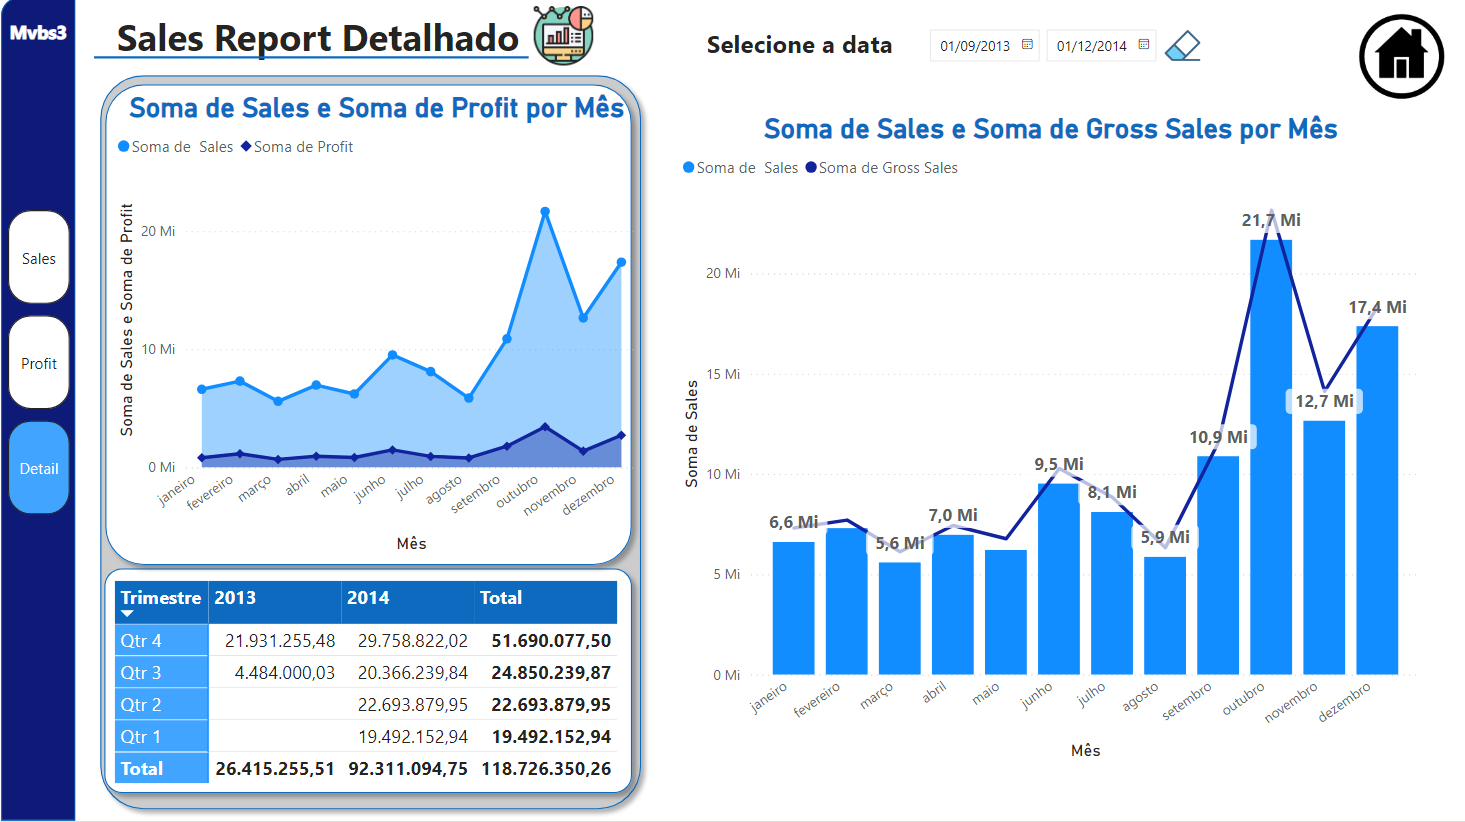 Mvbs3
Sales Report Detalhado
Selecione a data
01/09/2013
01/12/2014
Sales
Profit
Detail
Soma de Sales e Soma de Profit por Mês
Soma de  Sales
Soma de Profit
Soma de Sales e Soma de Profit
20 Mi
10 Mi
0 Mi
janeiro
fevereiro
março
abril
maio
junho
julho
agosto
setembro
outubro
novembro
dezembro
Mês
Trimestre 2013 2014 Total
Qtr 4 21.931.255,48 29.758.822,02 51.690.077,50
Qtr 3 4.484.000,03 20.366.239,84 24.850.239,87
Qtr 2 22.693.879,95 22.693.879,95
Qtr 1 19.492.152,94 19.492.152,94
Total 26.415.255,51 92.311.094,75 118.726.350,26
Soma de Sales e Soma de Gross Sales por Mês
Soma de  Sales
Soma de Gross Sales
Soma de Sales
20 Mi
15 Mi
10 Mi
5 Mi
0 Mi
6,6 Mi
5,6 Mi
7,0 Mi
9,5 Mi
8,1 Mi
5,9 Mi
10,9 Mi
21,7 Mi
12,7 Mi
17,4 Mi
janeiro
fevereiro
março
abril
maio
junho
julho
agosto
setembro
outubro
novembro
dezembro
Mês